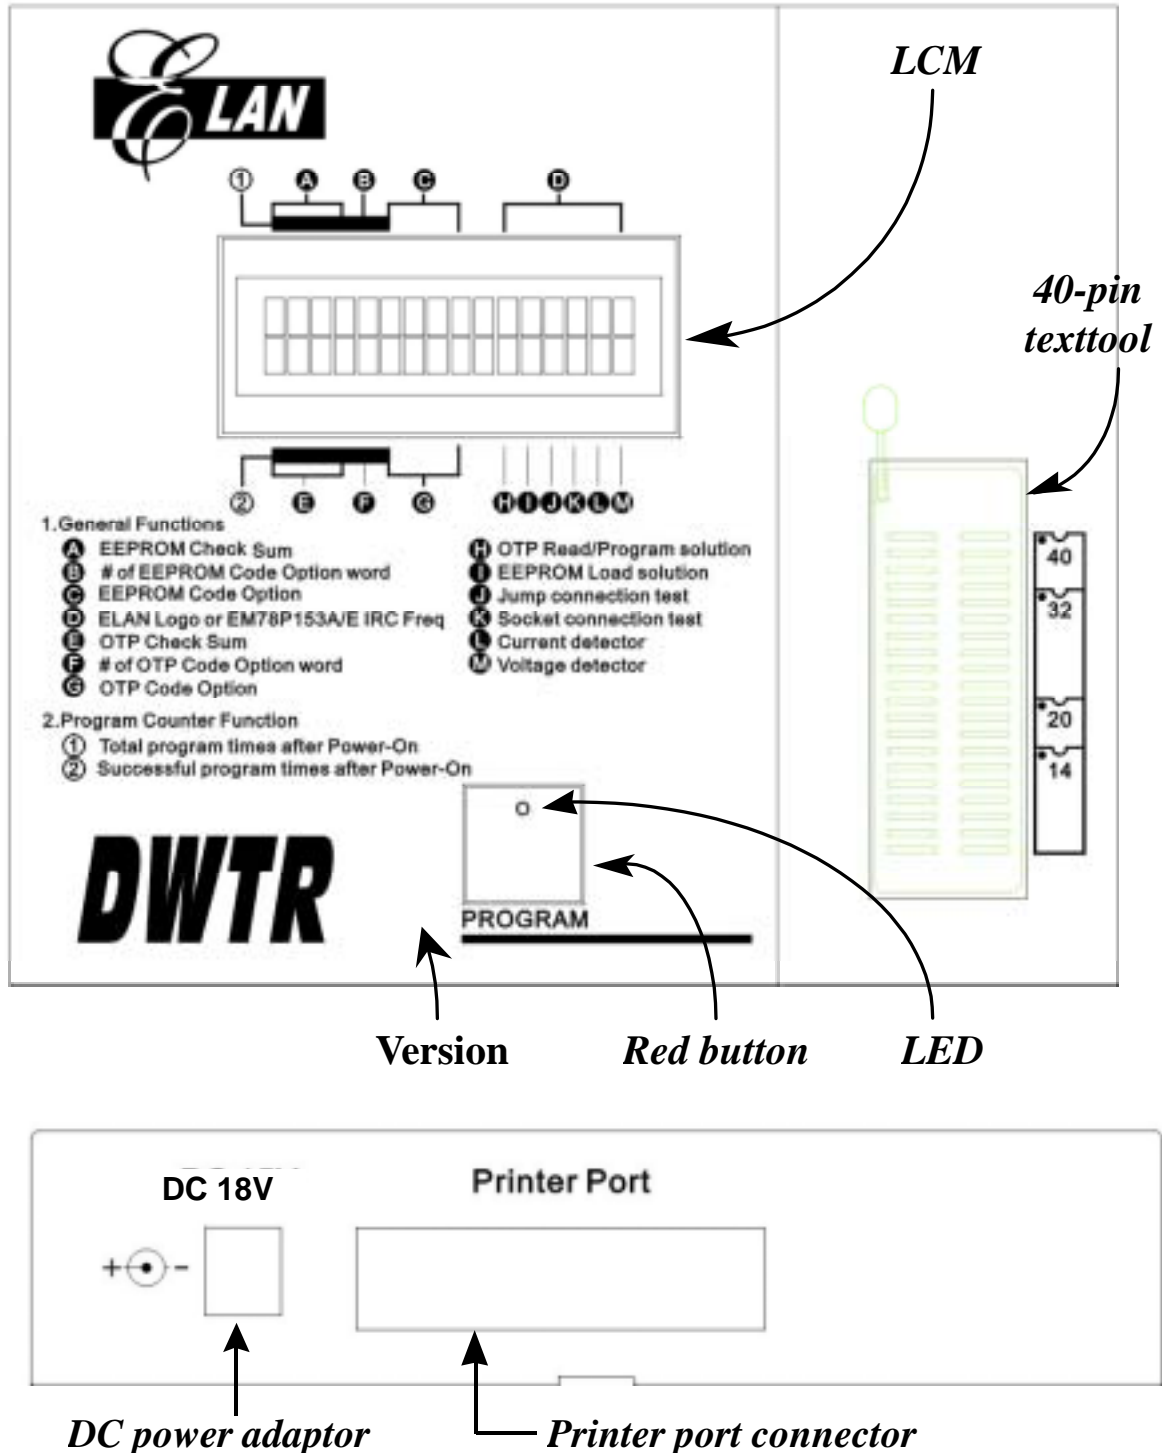 ELAN
LCM
1 A B C D
40-pin
texttool
2 E F G H I J K L M
1.General Functions
A EEPROM Check Sum
B # of EEPROM Code Option word
C EEPROM Code Option
D ELAN Logo or EM78P153A/E IRC Freq
E OTP Check Sum
F # of OTP Code Option word
G OTP Code Option
H OTP Read/Program solution
I EEPROM Load solution
J Jump connection test
K Socket connection test
L Current detector
M Voltage detector
2.Program Counter Function
1 Total program times after Power-On
2 Successful program times after Power-On
40
32
20
14
DWTR
PROGRAM
Version
Red button
LED
DC 18V
Printer Port
+ -
DC power adaptor
Printer port connector